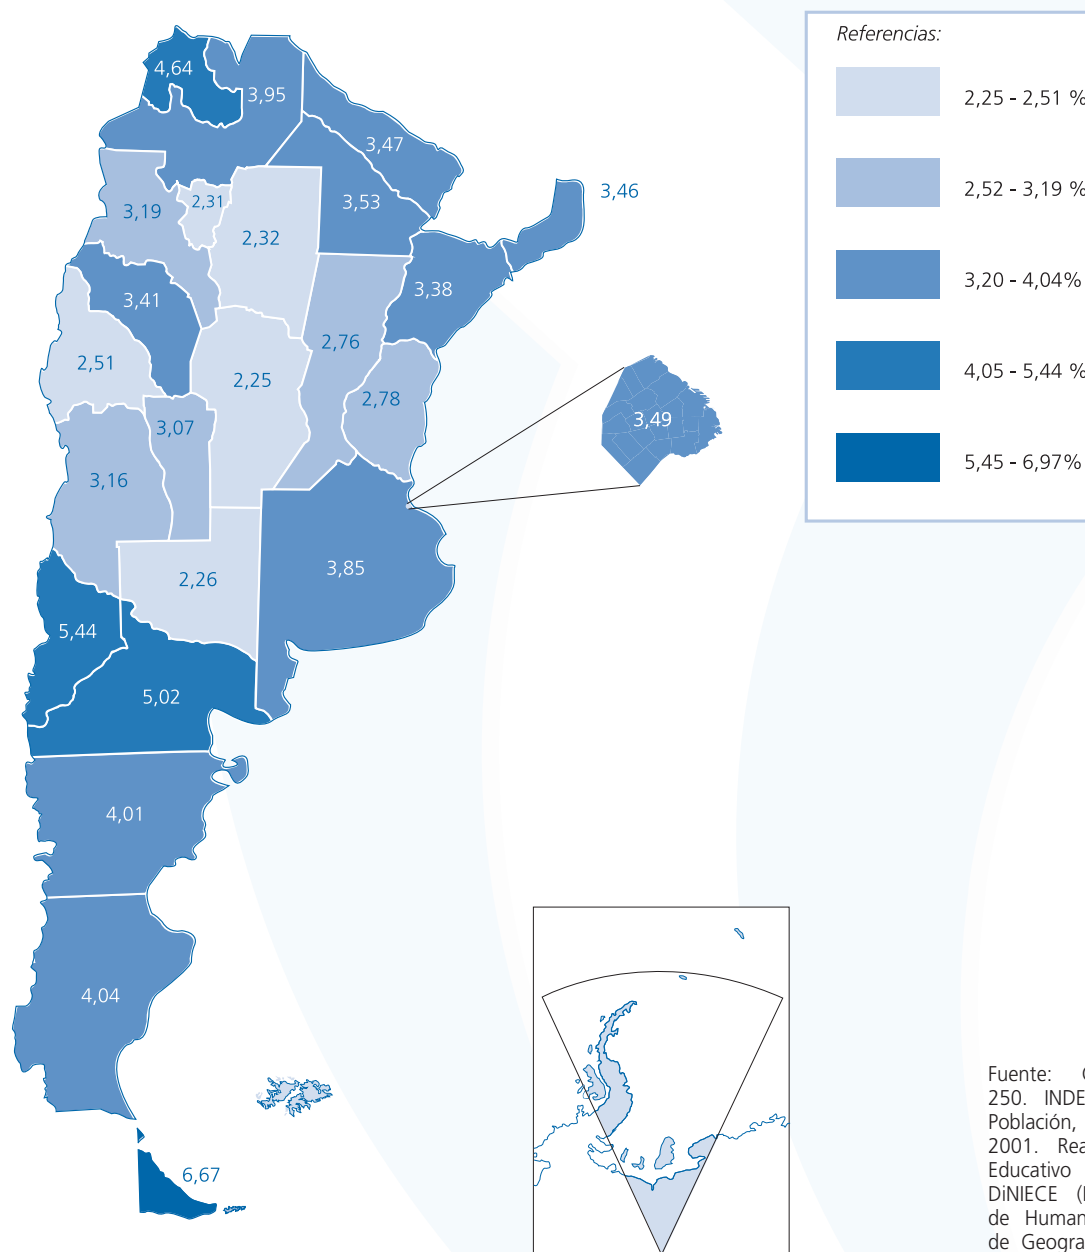 4,64
3,95
3,47
3,46
3,53
2,31
3,19
2,32
3,38
3,41
2,76
2,51
2,25
2,78
3,07
3,49
3,16
3,85
2,26
5,44
5,02
4,01
4,04
6,67
Referencias:
2,25 - 2,51 %
2,52 - 3,19 %
3,20 - 4,04%
4,05 - 5,44 %
5,45 - 6,97%
Fuente:
250. INDE
Población,
2001. Rea
Educativo
DiNIECE
de Human
de Geogra